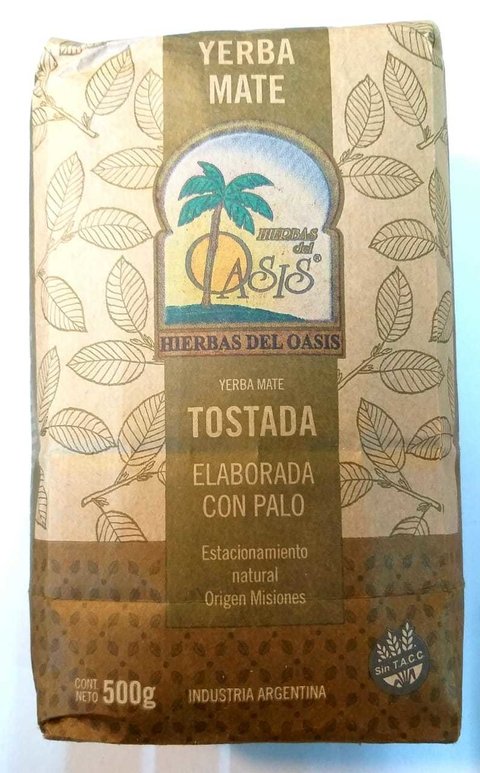 YERBA
MATE
HIERBAS
del
OASIS®
HIERBAS DEL OASIS
YERBA MATE
TOSTADA
ELABORADA
CON PALO
Estacionamiento
natural
Origen Misiones
Sin T.A.C.C.
CONT.
NETO 500g
INDUSTRIA ARGENTINA